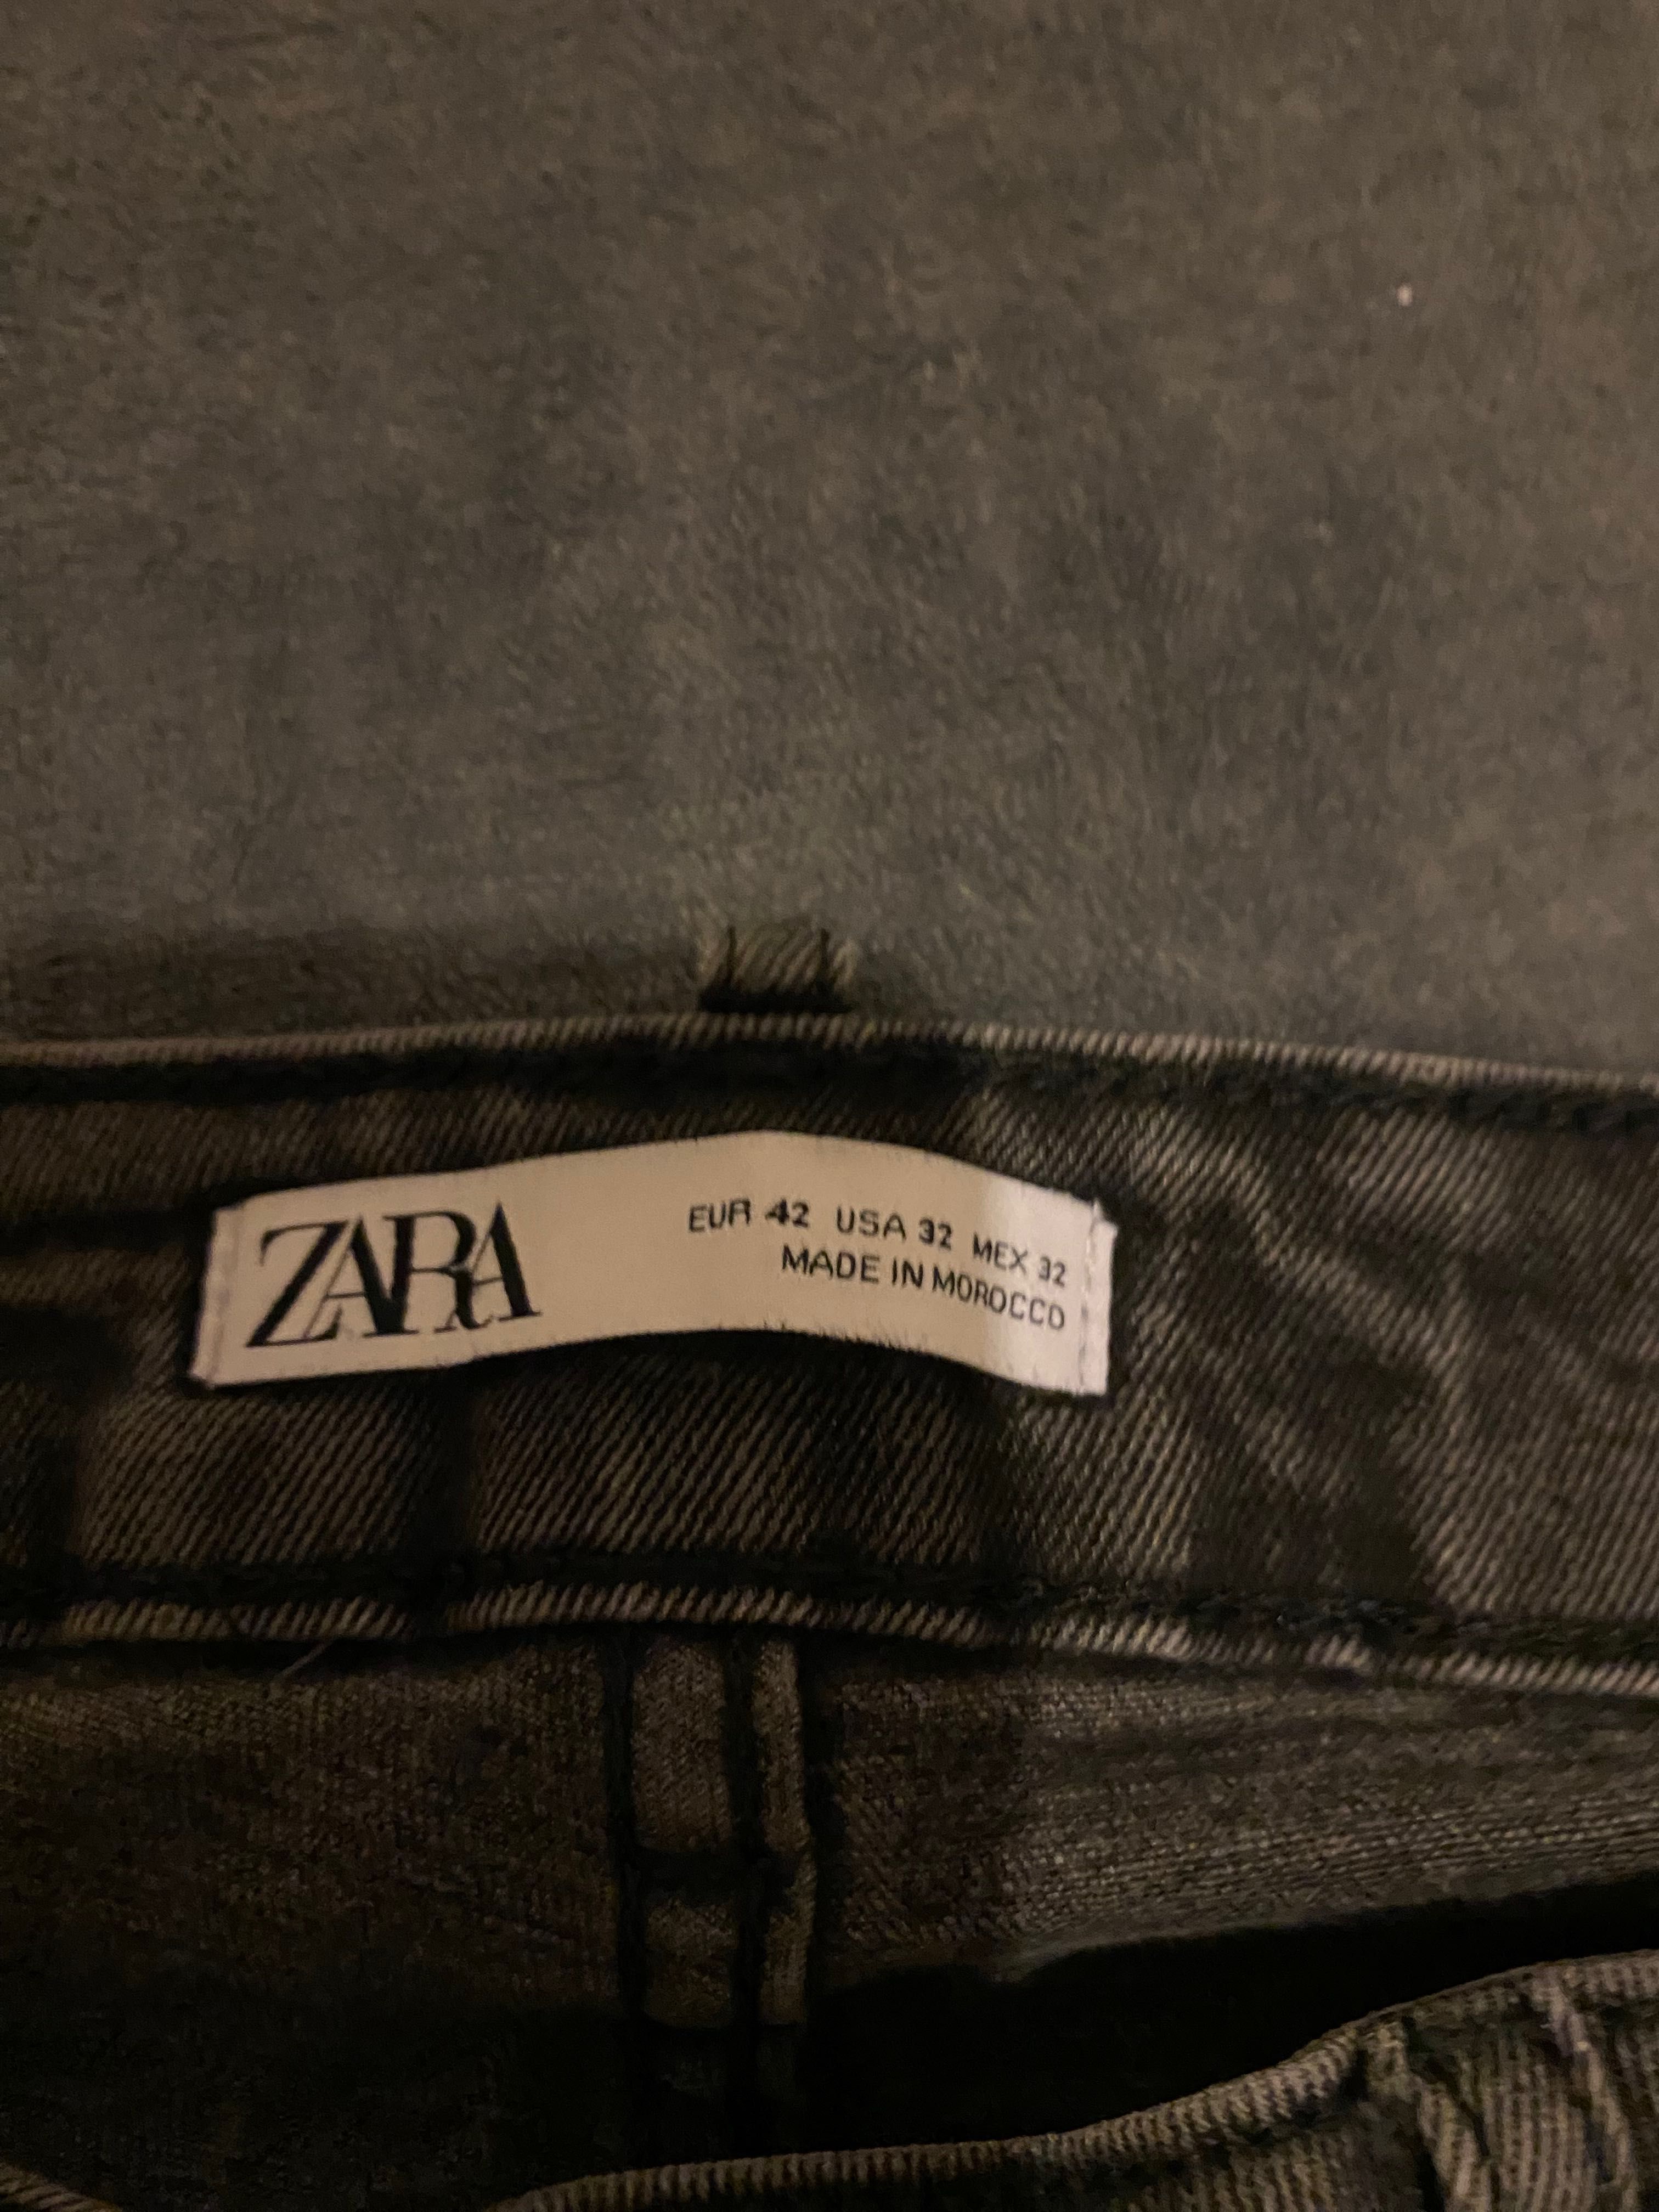 ZARA
EUR 42 USA 32 MEX 32
MADE IN MOROCCO